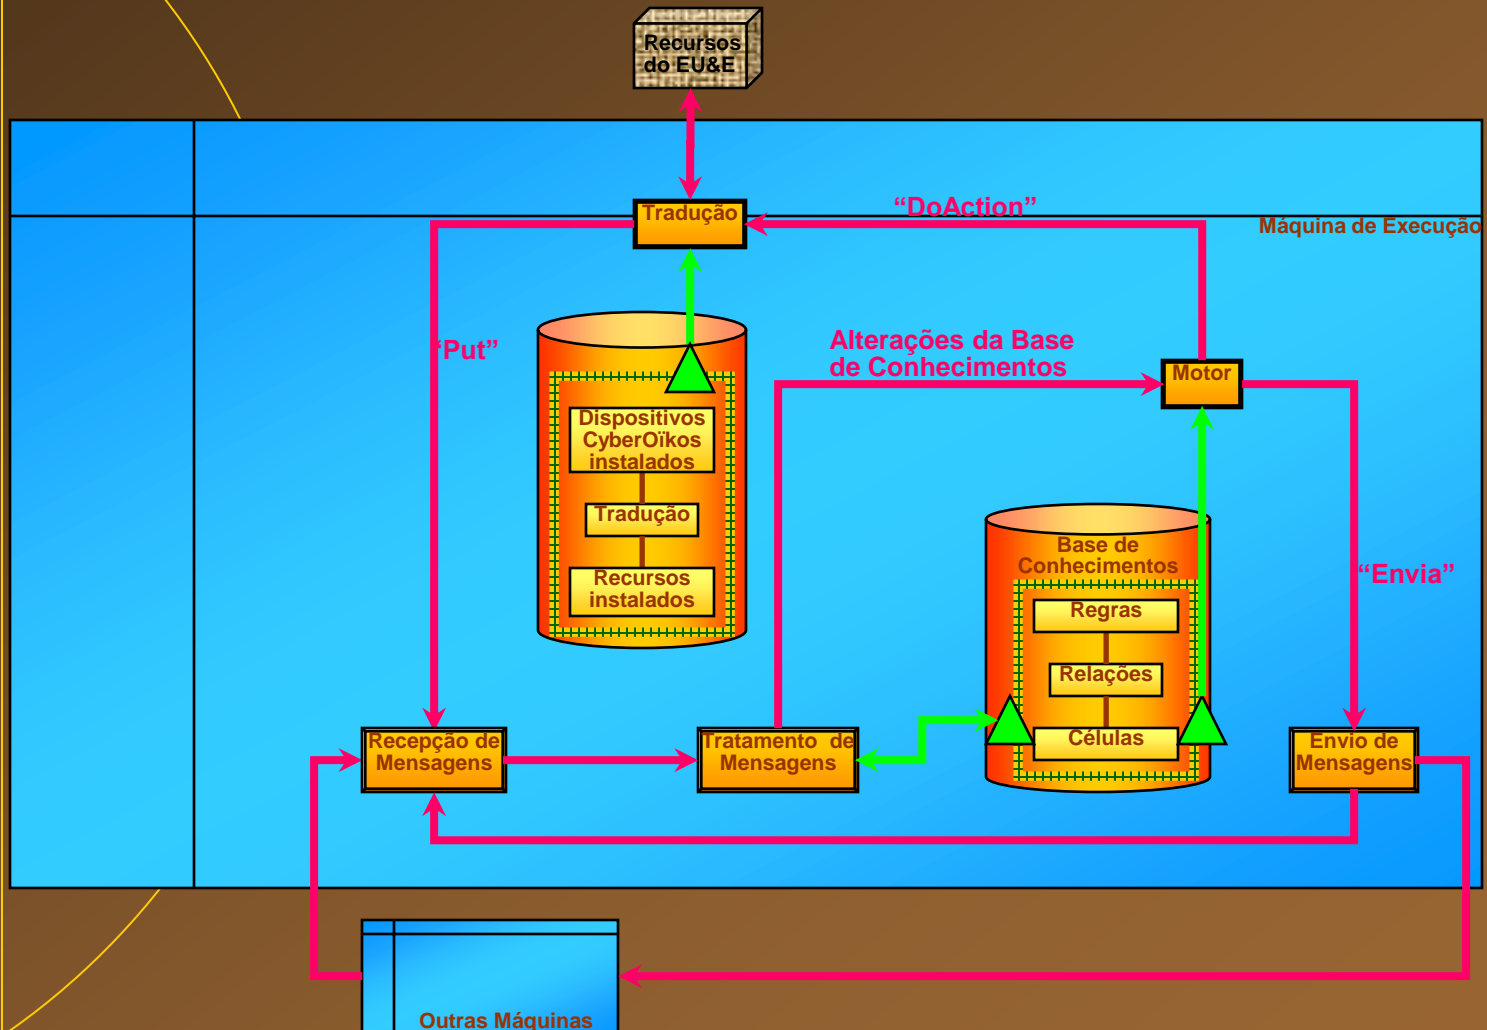 Recursos
do EU&E
Tradução
“DoAction”
Máquina de Execução
“Put”
Alterações da Base
de Conhecimentos
Motor
Dispositivos
CyberOïkos
instalados
Tradução
Recursos
instalados
Base de
Conhecimentos
Regras
Relações
Células
“Envia”
Recepção de
Mensagens
Tratamento de
Mensagens
Envio de
Mensagens
Outras Máquinas